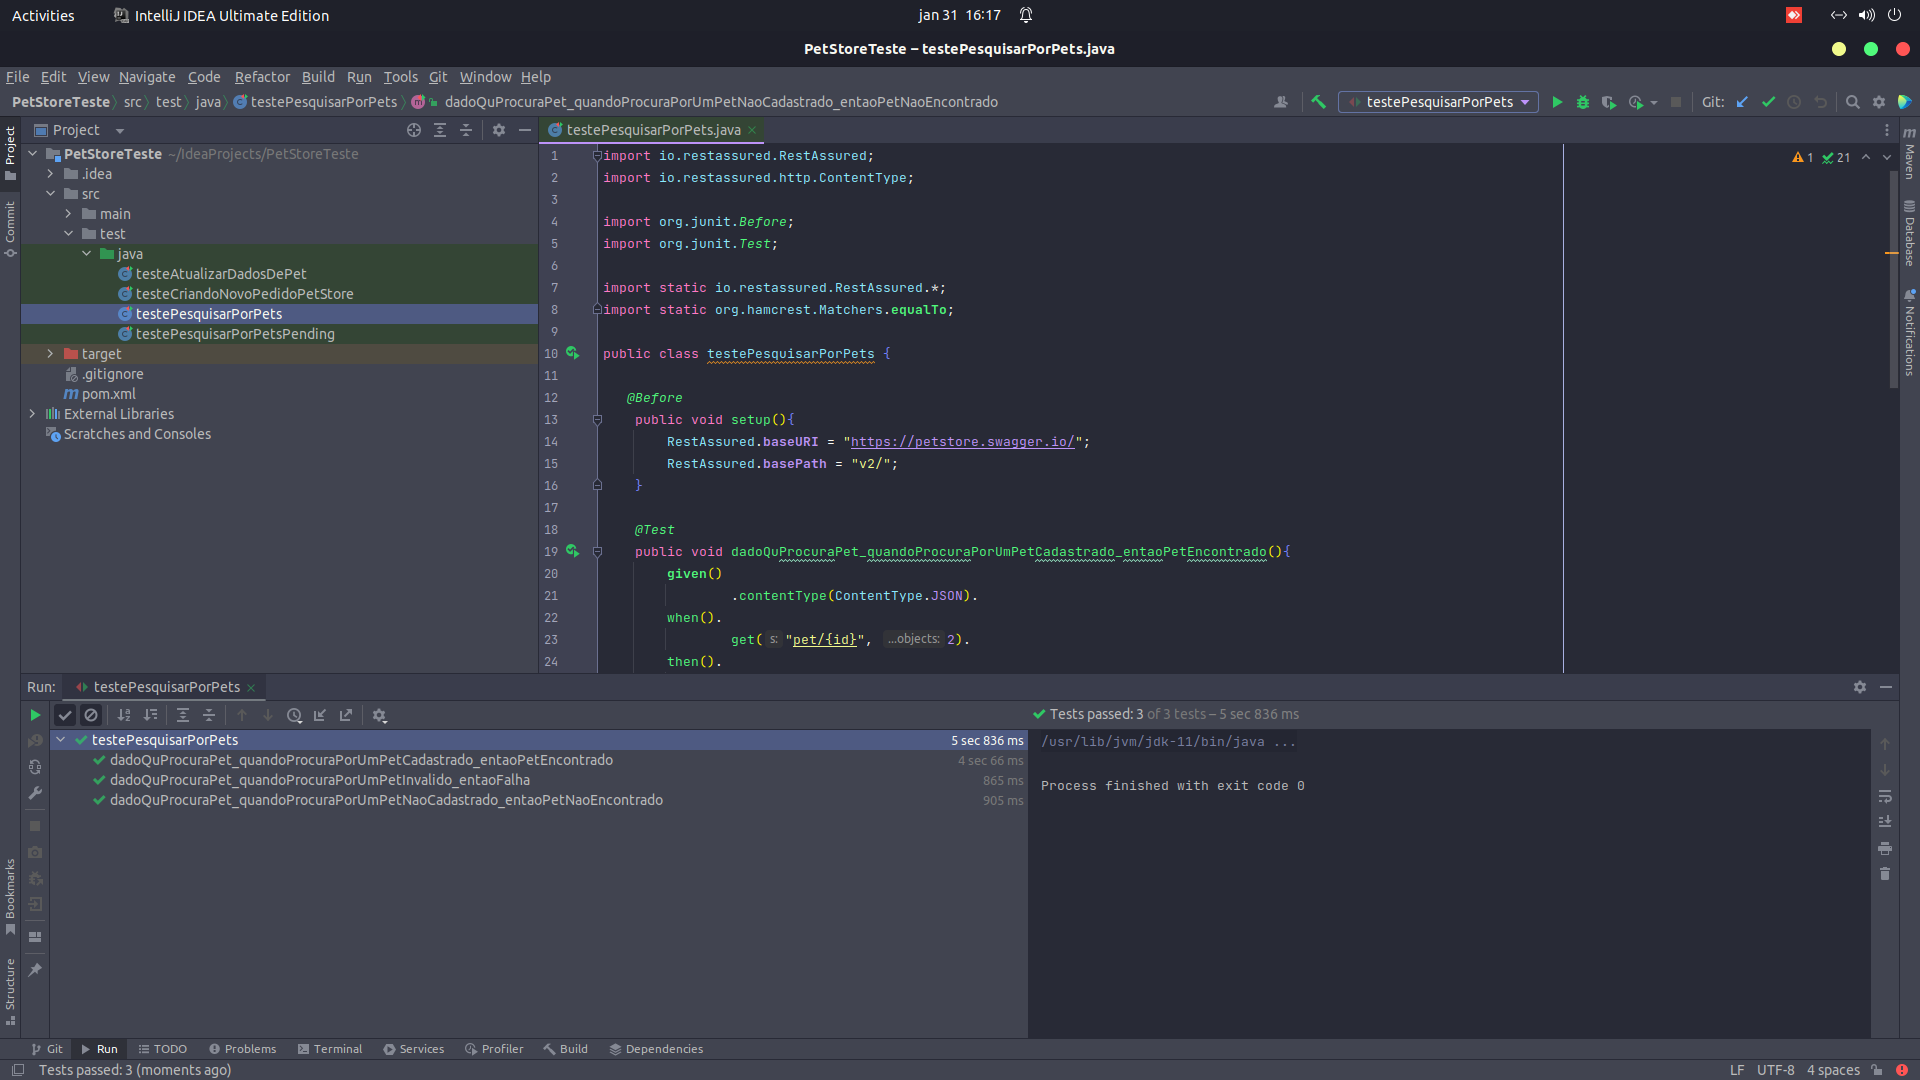 Activities
IntelliJ IDEA Ultimate Edition
jan 31 16:17
PetStoreTeste – testePesquisarPorPets.java
File Edit View Navigate Code Refactor Build Run Tools Git Window Help
PetStoreTeste src test java testePesquisarPorPets dadoQuProcuraPet_quandoProcuraPorUmPetNaoCadastrado_entaoPetNaoEncontrado
testePesquisarPorPets
Git:
Project
Commit
Bookmarks
Structure
Project
PetStoreTeste ~/IdeaProjects/PetStoreTeste
.idea
src
main
test
java
testeAtualizarDadosDePet
testeCriandoNovoPedidoPetStore
testePesquisarPorPets
testePesquisarPorPetsPending
target
.gitignore
pom.xml
External Libraries
Scratches and Consoles
testePesquisarPorPets.java
1 21
1 import io.restassured.RestAssured;
2 import io.restassured.http.ContentType;
3
4 import org.junit.Before;
5 import org.junit.Test;
6
7 import static io.restassured.RestAssured.*;
8 import static org.hamcrest.Matchers.equalTo;
9
10 public class testePesquisarPorPets {
11
12 @Before
13 public void setup(){
14 RestAssured.baseURI = "https://petstore.swagger.io/";
15 RestAssured.basePath = "v2/";
16 }
17
18 @Test
19 public void dadoQuProcuraPet_quandoProcuraPorUmPetCadastrado_entaoPetEncontrado(){
20 given()
21 .contentType(ContentType.JSON).
22 when().
23 get( s: "pet/{id}", ...objects: 2).
24 then().
Maven
Database
Notifications
Run: testePesquisarPorPets
Tests passed: 3 of 3 tests – 5 sec 836 ms
testePesquisarPorPets 5 sec 836 ms
dadoQuProcuraPet_quandoProcuraPorUmPetCadastrado_entaoPetEncontrado 4 sec 66 ms
dadoQuProcuraPet_quandoProcuraPorUmPetInvalido_entaoFalha 865 ms
dadoQuProcuraPet_quandoProcuraPorUmPetNaoCadastrado_entaoPetNaoEncontrado 905 ms
/usr/lib/jvm/jdk-11/bin/java ...
Process finished with exit code 0
Git Run TODO Problems Terminal Services Profiler Build Dependencies
Tests passed: 3 (moments ago)
LF UTF-8 4 spaces